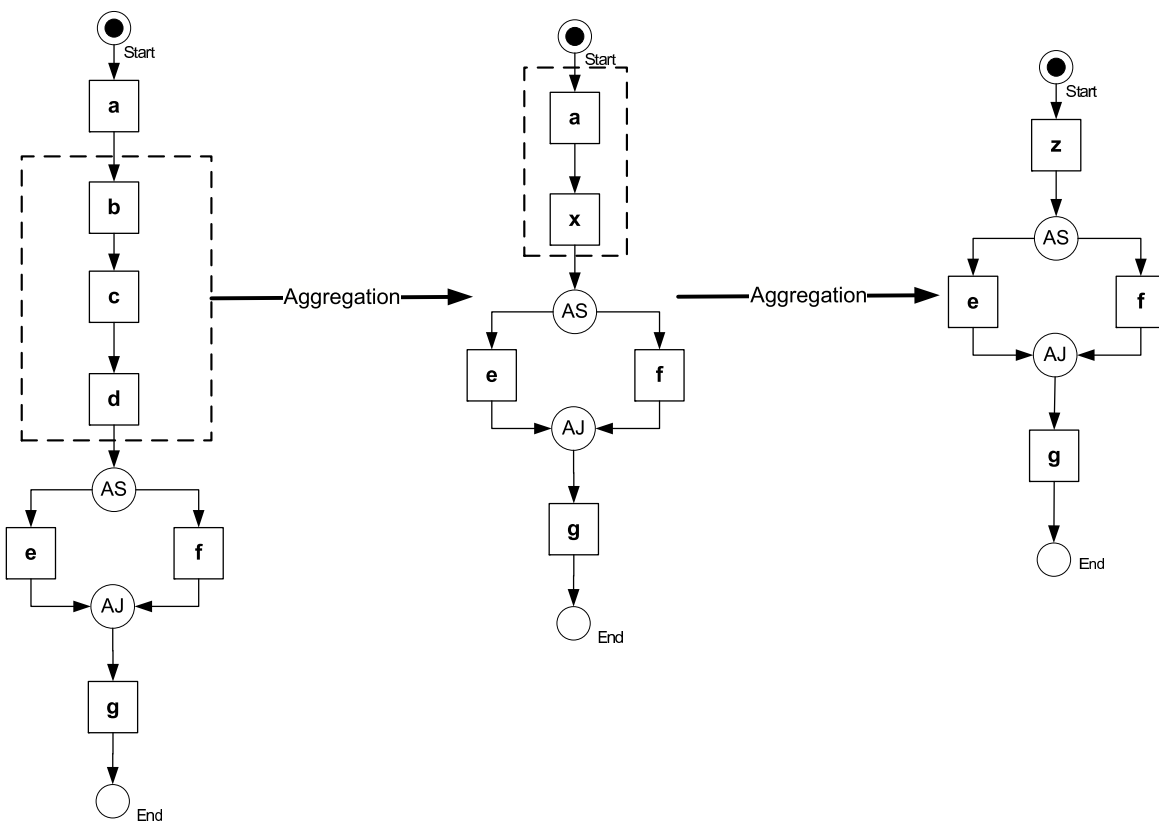 Start
a
b
c
d
AS
e
f
AJ
g
End
Aggregation
Start
a
x
AS
e
f
AJ
g
End
Aggregation
Start
z
AS
e
f
AJ
g
End